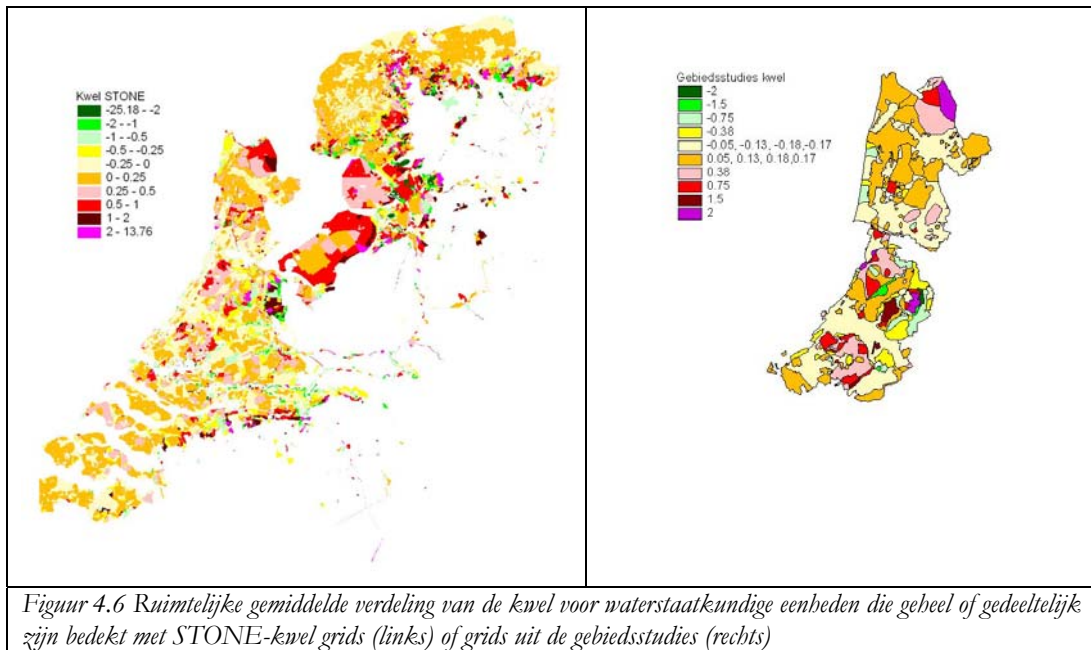 Kwel STONE
-25.18 - -2
-2 - -1
-1 - -0.5
-0.5 - -0.25
-0.25 - 0
0 - 0.25
0.25 - 0.5
0.5 - 1
1 - 2
2 - 13.76
Gebiedsstudies kwel
-2
-1.5
-0.75
-0.38
-0.05, -0.13, -0.18,-0.17
0.05, 0.13, 0.18,0.17
0.38
0.75
1.5
2
Figuur 4.6 Ruimtelijke gemiddelde verdeling van de kwel voor waterstaatkundige eenheden die geheel of gedeeltelijk
zijn bedekt met STONE-kwel grids (links) of grids uit de gebiedsstudies (rechts)